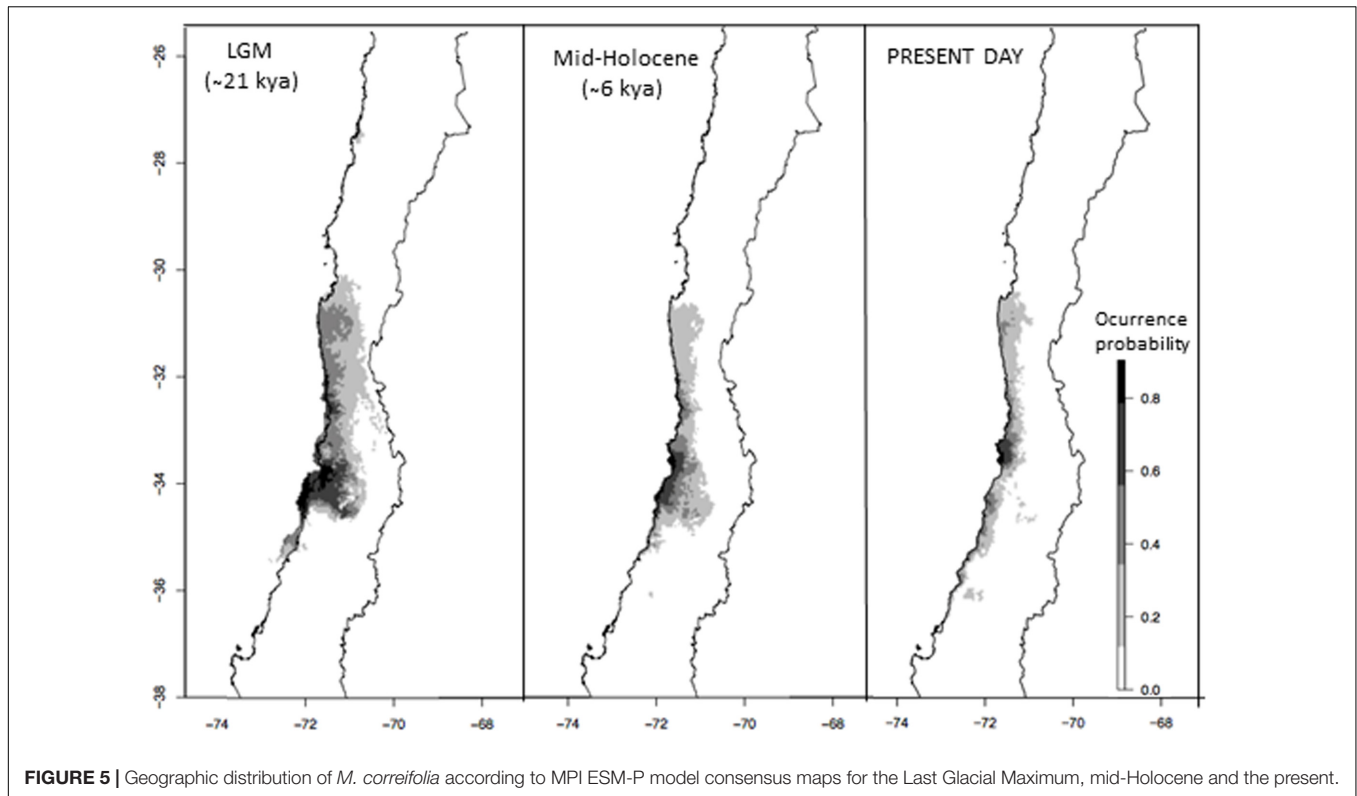 LGM
(~21 kya)
Mid-Holocene
(~6 kya)
PRESENT DAY
Ocurrence
probability
0.8
0.6
0.4
0.2
0.0
-26
-28
-30
-32
-34
-36
-38
-74 -72 -70 -68
-74 -72 -70 -68
-74 -72 -70 -68
FIGURE 5 | Geographic distribution of M. correifolia according to MPI ESM-P model consensus maps for the Last Glacial Maximum, mid-Holocene and the present.